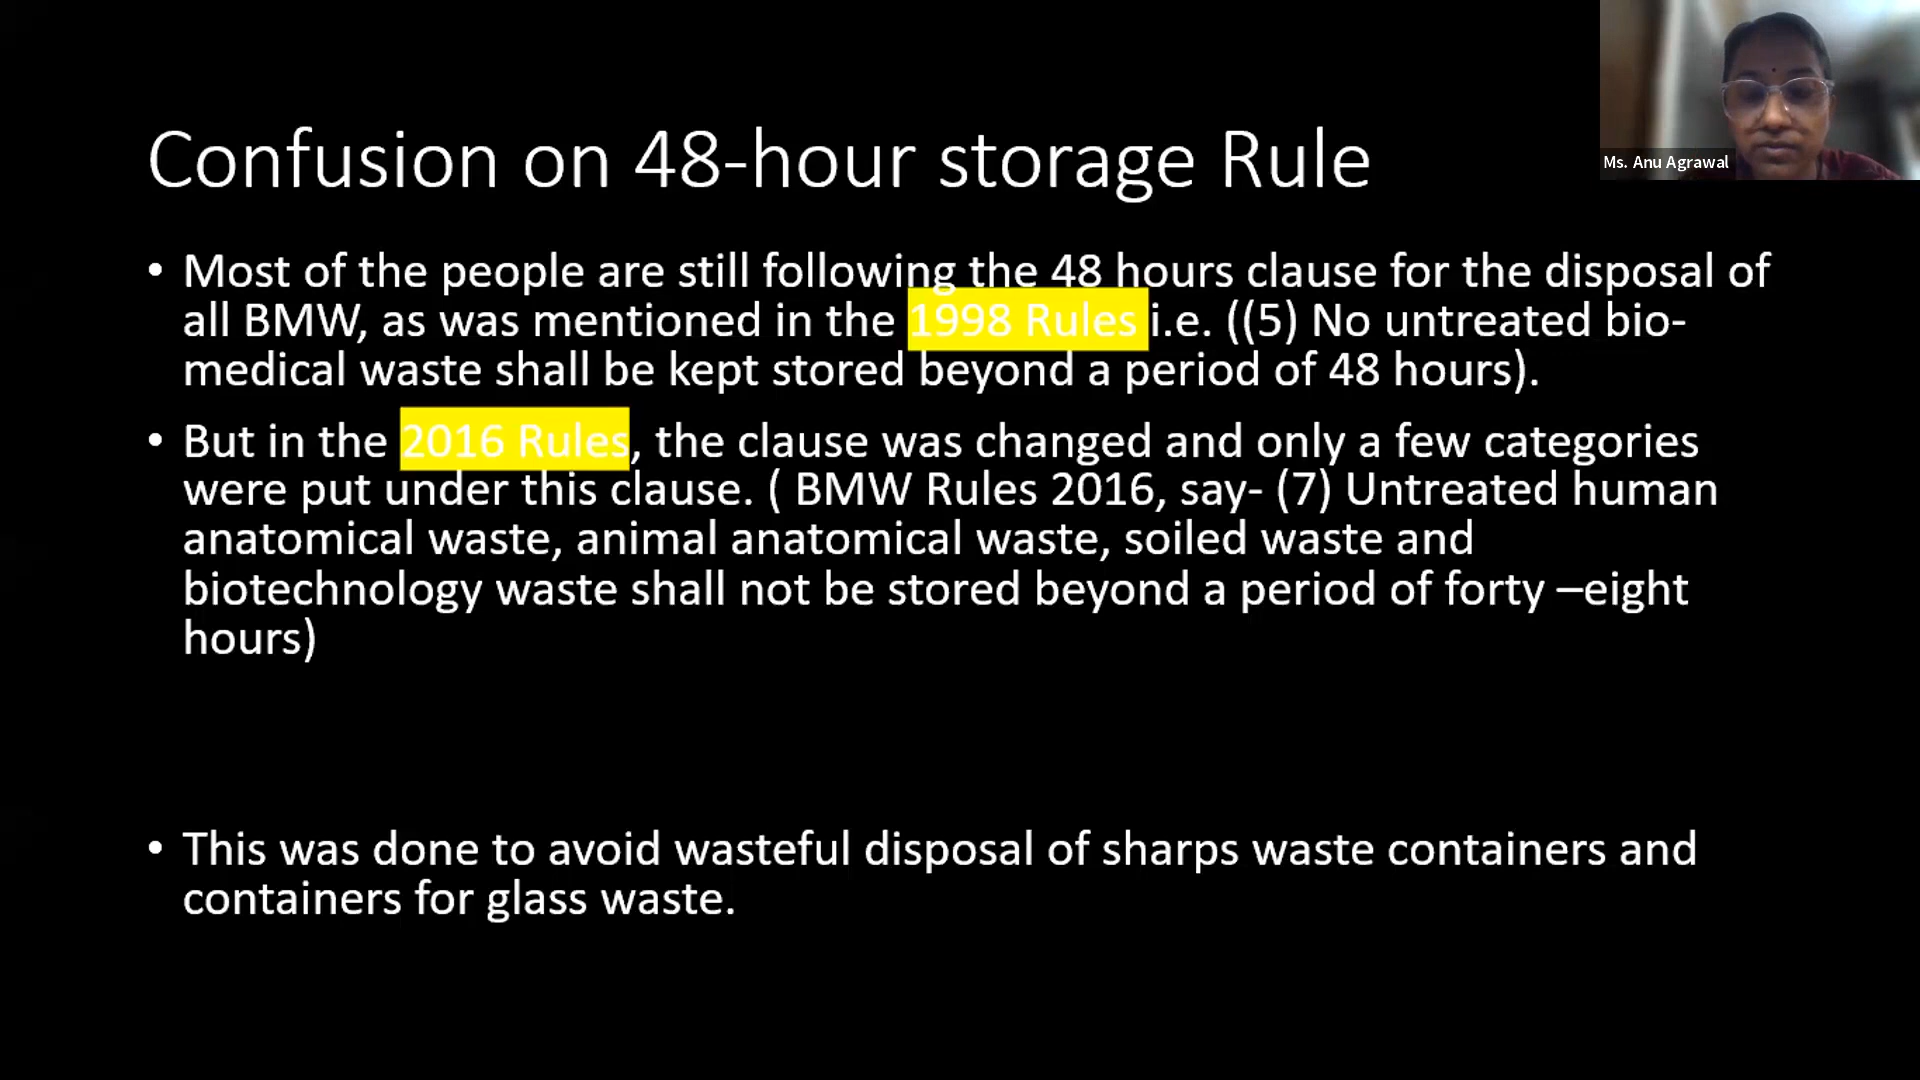 Confusion on 48-hour storage Rule
Ms. Anu Agrawal
• Most of the people are still following the 48 hours clause for the disposal of
all BMW, as was mentioned in the 1998 Rules i.e. ((5) No untreated bio-
medical waste shall be kept stored beyond a period of 48 hours).
• But in the 2016 Rules, the clause was changed and only a few categories
were put under this clause. ( BMW Rules 2016, say- (7) Untreated human
anatomical waste, animal anatomical waste, soiled waste and
biotechnology waste shall not be stored beyond a period of forty –eight
hours)
• This was done to avoid wasteful disposal of sharps waste containers and
containers for glass waste.